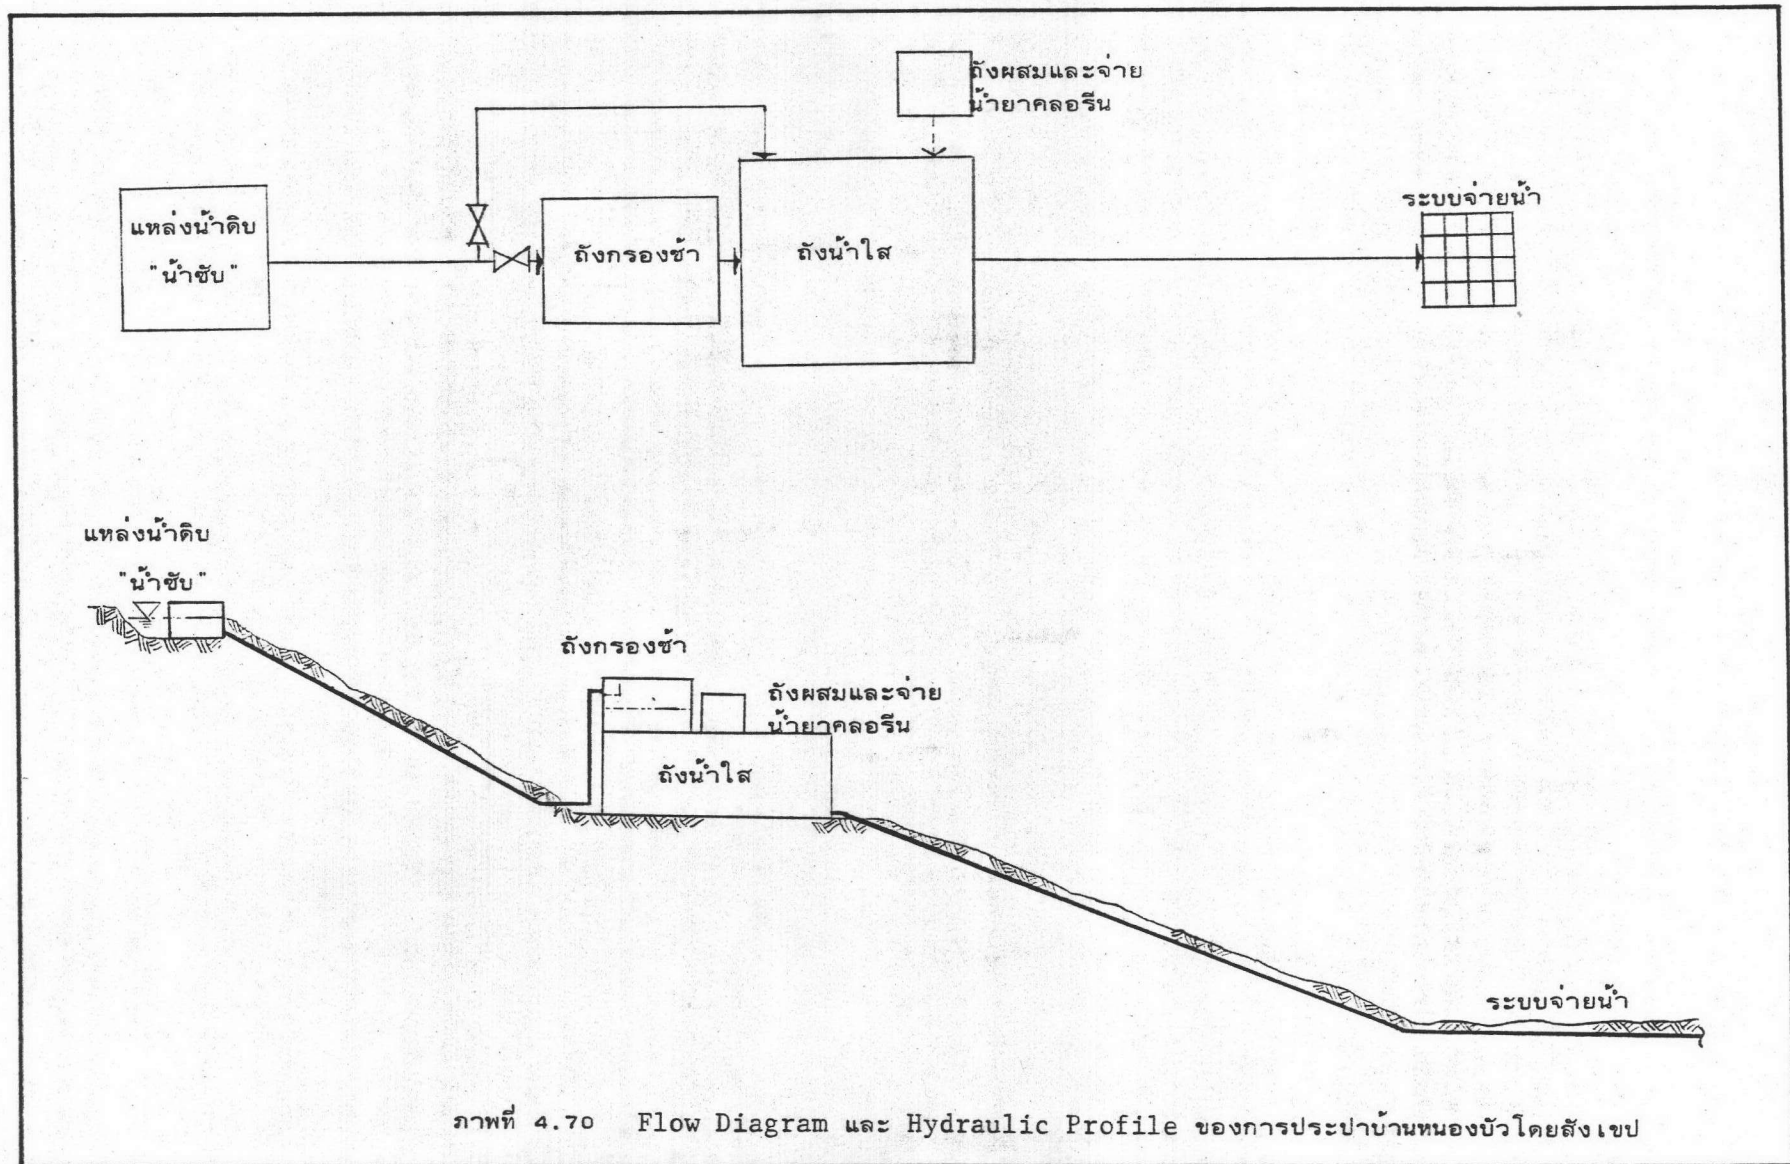 ถังผสมและจ่าย
น้ำยาคลอรีน
แหล่งน้ำดิบ
"น้ำซับ"
ถังกรองช้า
ถังน้ำใส
ระบบจ่ายน้ำ
แหล่งน้ำดิบ
"น้ำซับ"
ถังกรองช้า
ถังผสมและจ่าย
น้ำยาคลอรีน
ถังน้ำใส
ระบบจ่ายน้ำ
ภาพที่ 4.70 Flow Diagram และ Hydraulic Profile ของการประปาบ้านหนองบัวโดยสังเขป